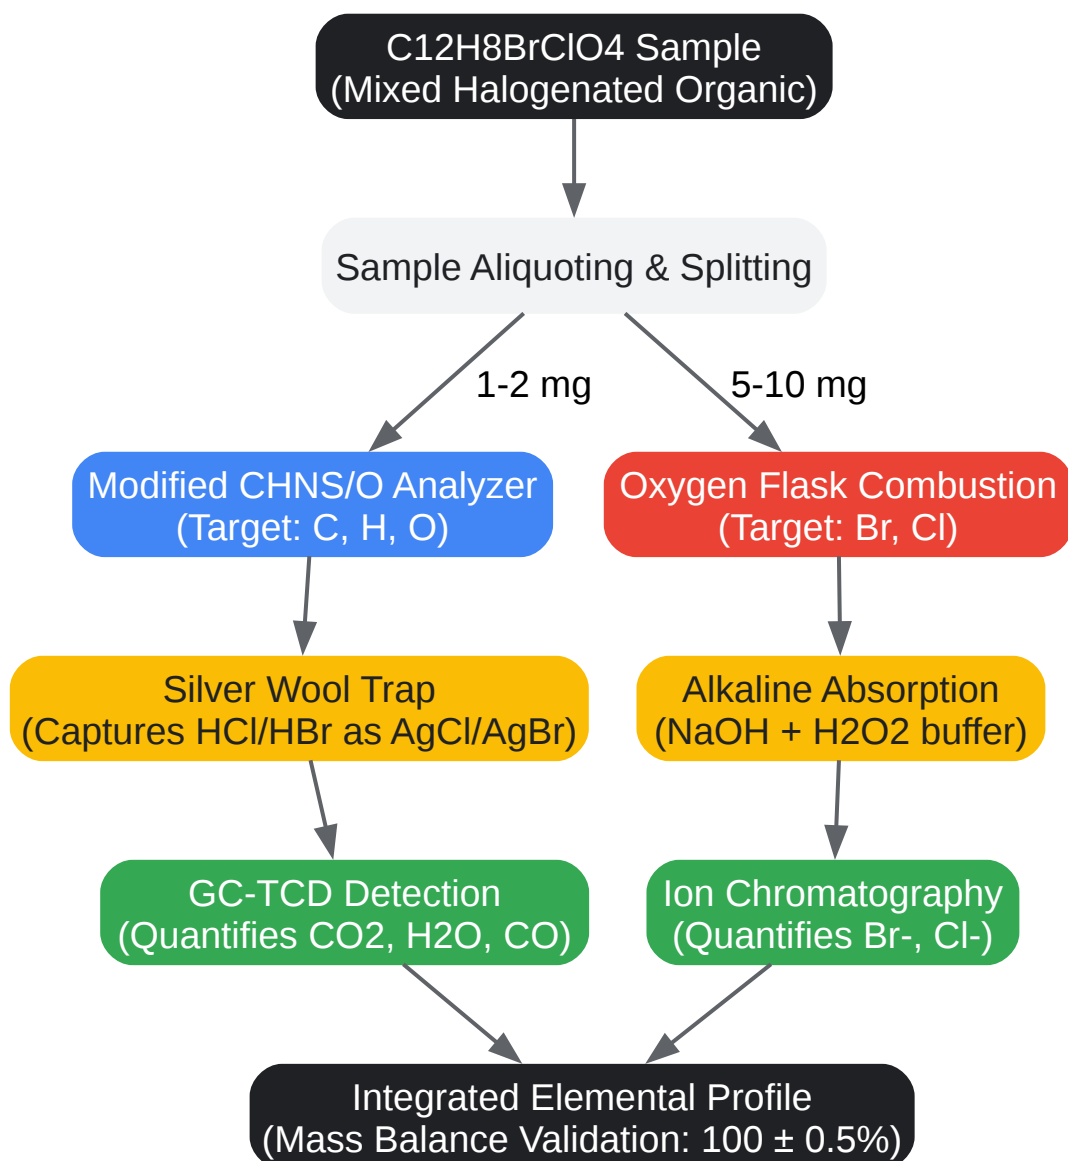 C12H8BrClO4 Sample
(Mixed Halogenated Organic)
Sample Aliquoting & Splitting
1-2 mg
5-10 mg
Modified CHNS/O Analyzer
(Target: C, H, O)
Oxygen Flask Combustion
(Target: Br, Cl)
Silver Wool Trap
(Captures HCl/HBr as AgCl/AgBr)
Alkaline Absorption
(NaOH + H2O2 buffer)
GC-TCD Detection
(Quantifies CO2, H2O, CO)
Ion Chromatography
(Quantifies Br-, Cl-)
Integrated Elemental Profile
(Mass Balance Validation: 100 ± 0.5%)